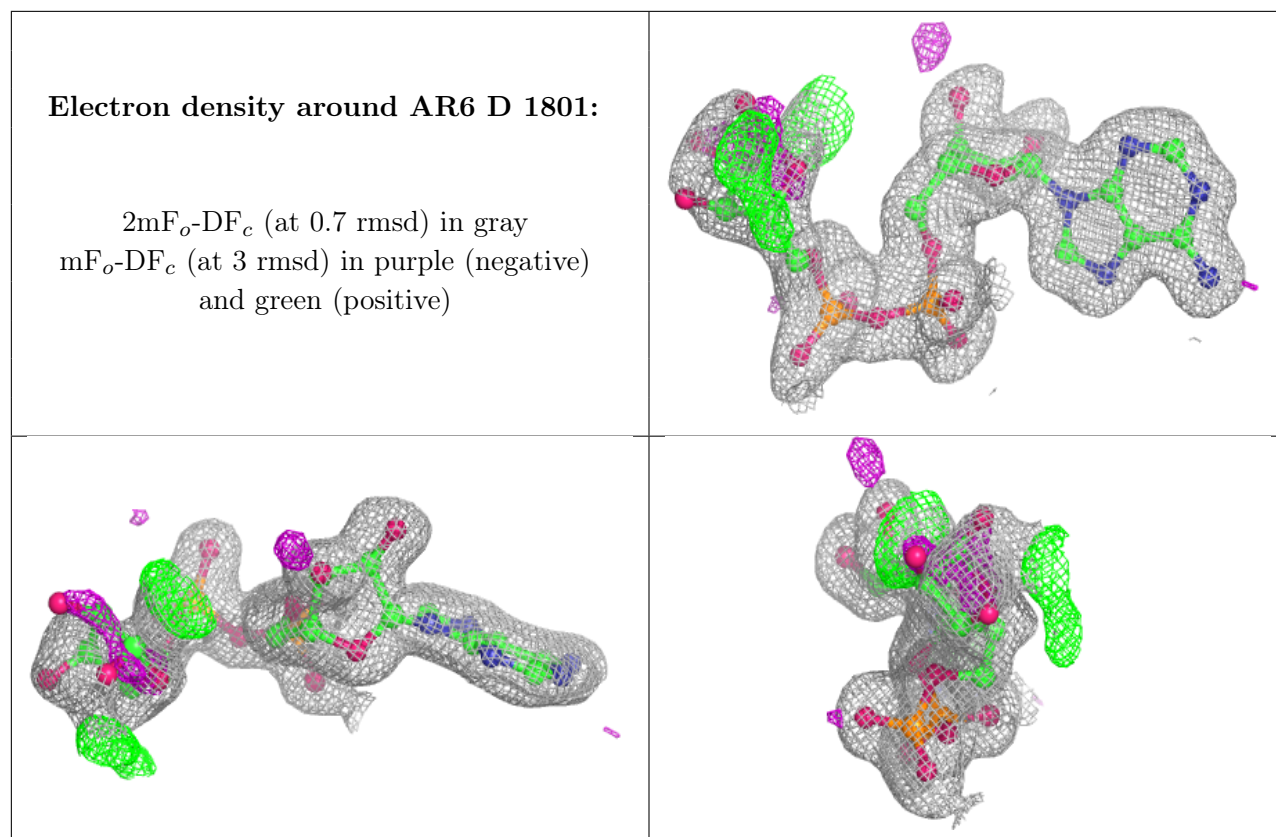 Electron density around AR6 D 1801:
2mFₒ-DF𝒸 (at 0.7 rmsd) in gray
mFₒ-DF𝒸 (at 3 rmsd) in purple (negative)
and green (positive)